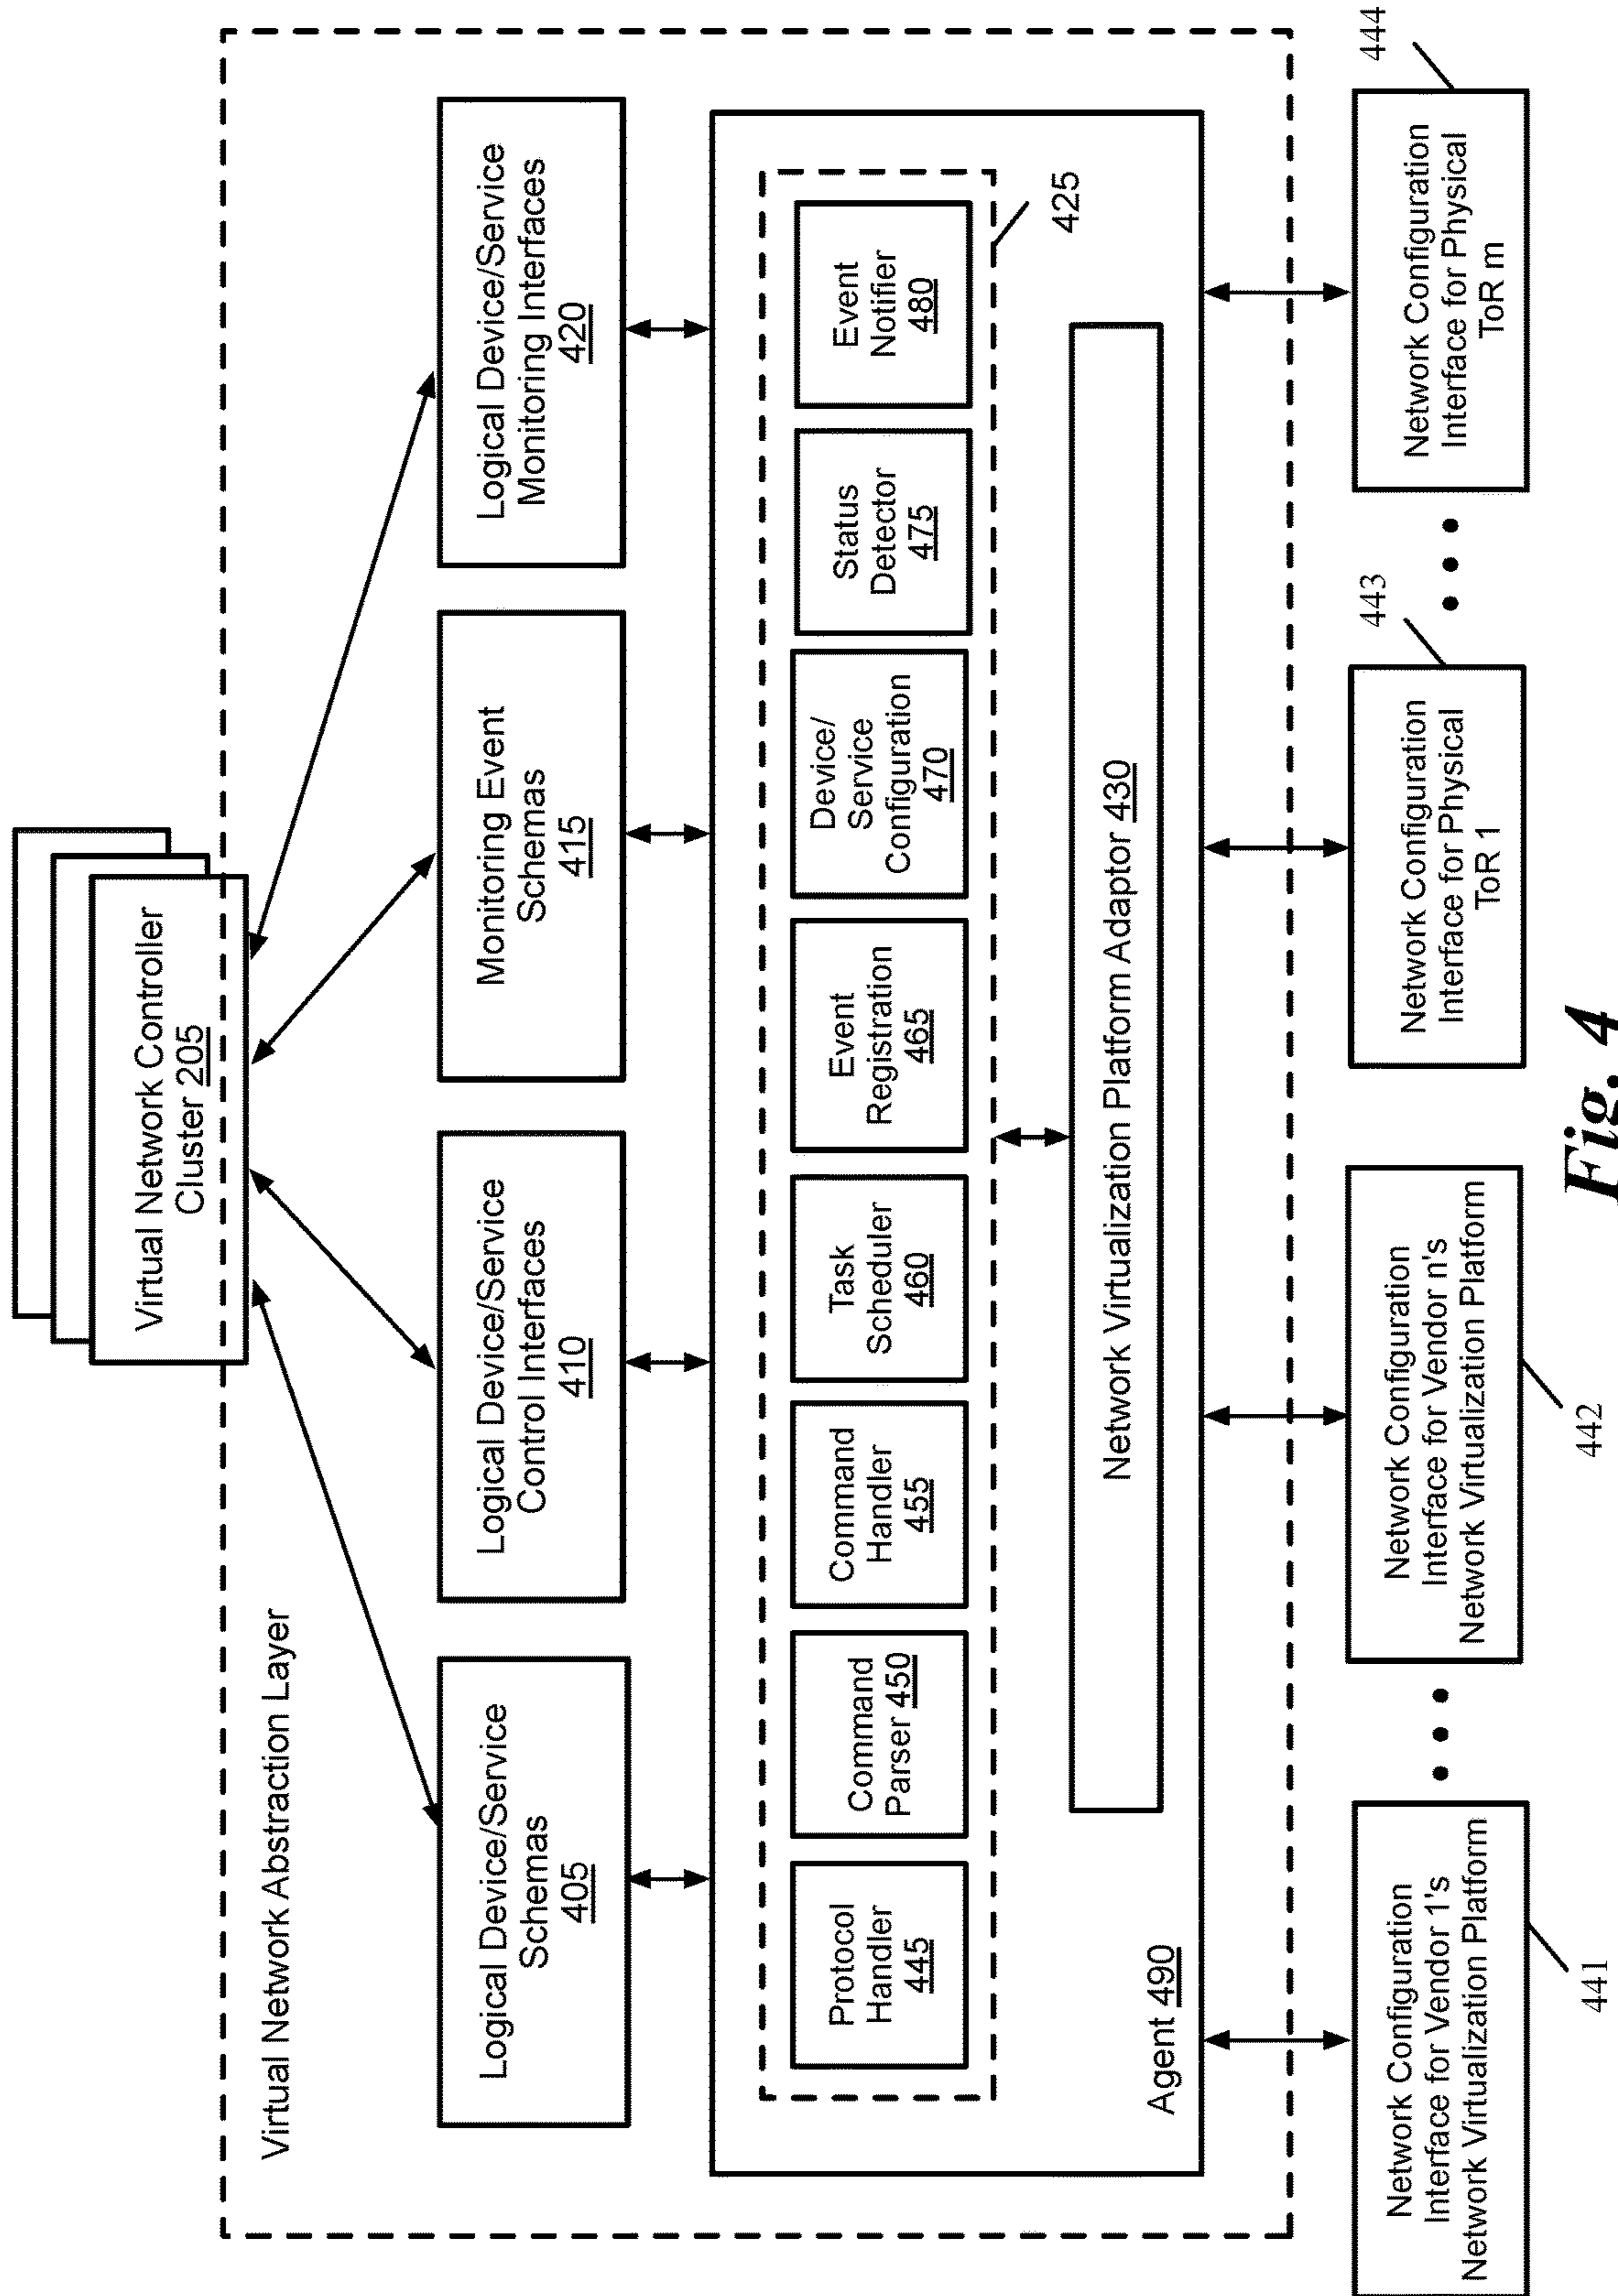 Virtual Network Controller
Cluster 205
Virtual Network Abstraction Layer
Logical Device/Service
Schemas
405
Logical Device/Service
Control Interfaces
410
Monitoring Event
Schemas
415
Logical Device/Service
Monitoring Interfaces
420
Protocol
Handler
445
Command
Parser 450
Command
Handler
455
Task
Scheduler
460
Event
Registration
465
Device/
Service
Configuration
470
Status
Detector
475
Event
Notifier
480
425
Network Virtualization Platform Adaptor 430
Agent 490
Network Configuration
Interface for Vendor 1's
Network Virtualization Platform
441
Network Configuration
Interface for Vendor n's
Network Virtualization Platform
442
Network Configuration
Interface for Physical
ToR 1
443
Network Configuration
Interface for Physical
ToR m
444
Fig. 4